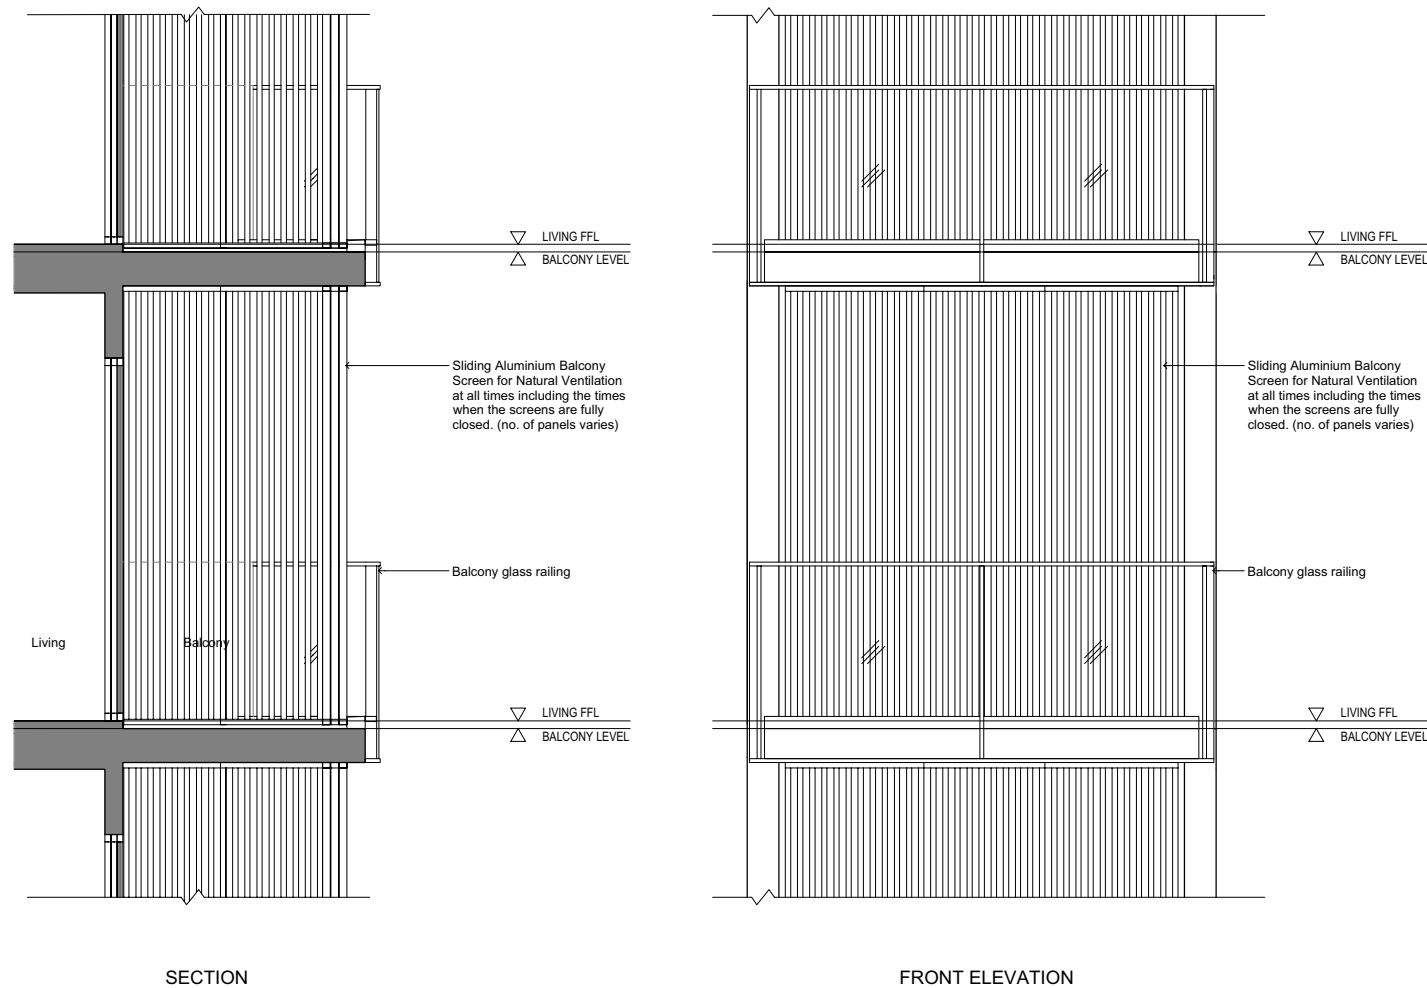 LIVING FFL
BALCONY LEVEL
Sliding Aluminium Balcony
Screen for Natural Ventilation
at all times including the times
when the screens are fully
closed. (no. of panels varies)
Balcony glass railing
Living
Balcony
LIVING FFL
BALCONY LEVEL
SECTION
LIVING FFL
BALCONY LEVEL
Sliding Aluminium Balcony
Screen for Natural Ventilation
at all times including the times
when the screens are fully
closed. (no. of panels varies)
Balcony glass railing
LIVING FFL
BALCONY LEVEL
FRONT ELEVATION